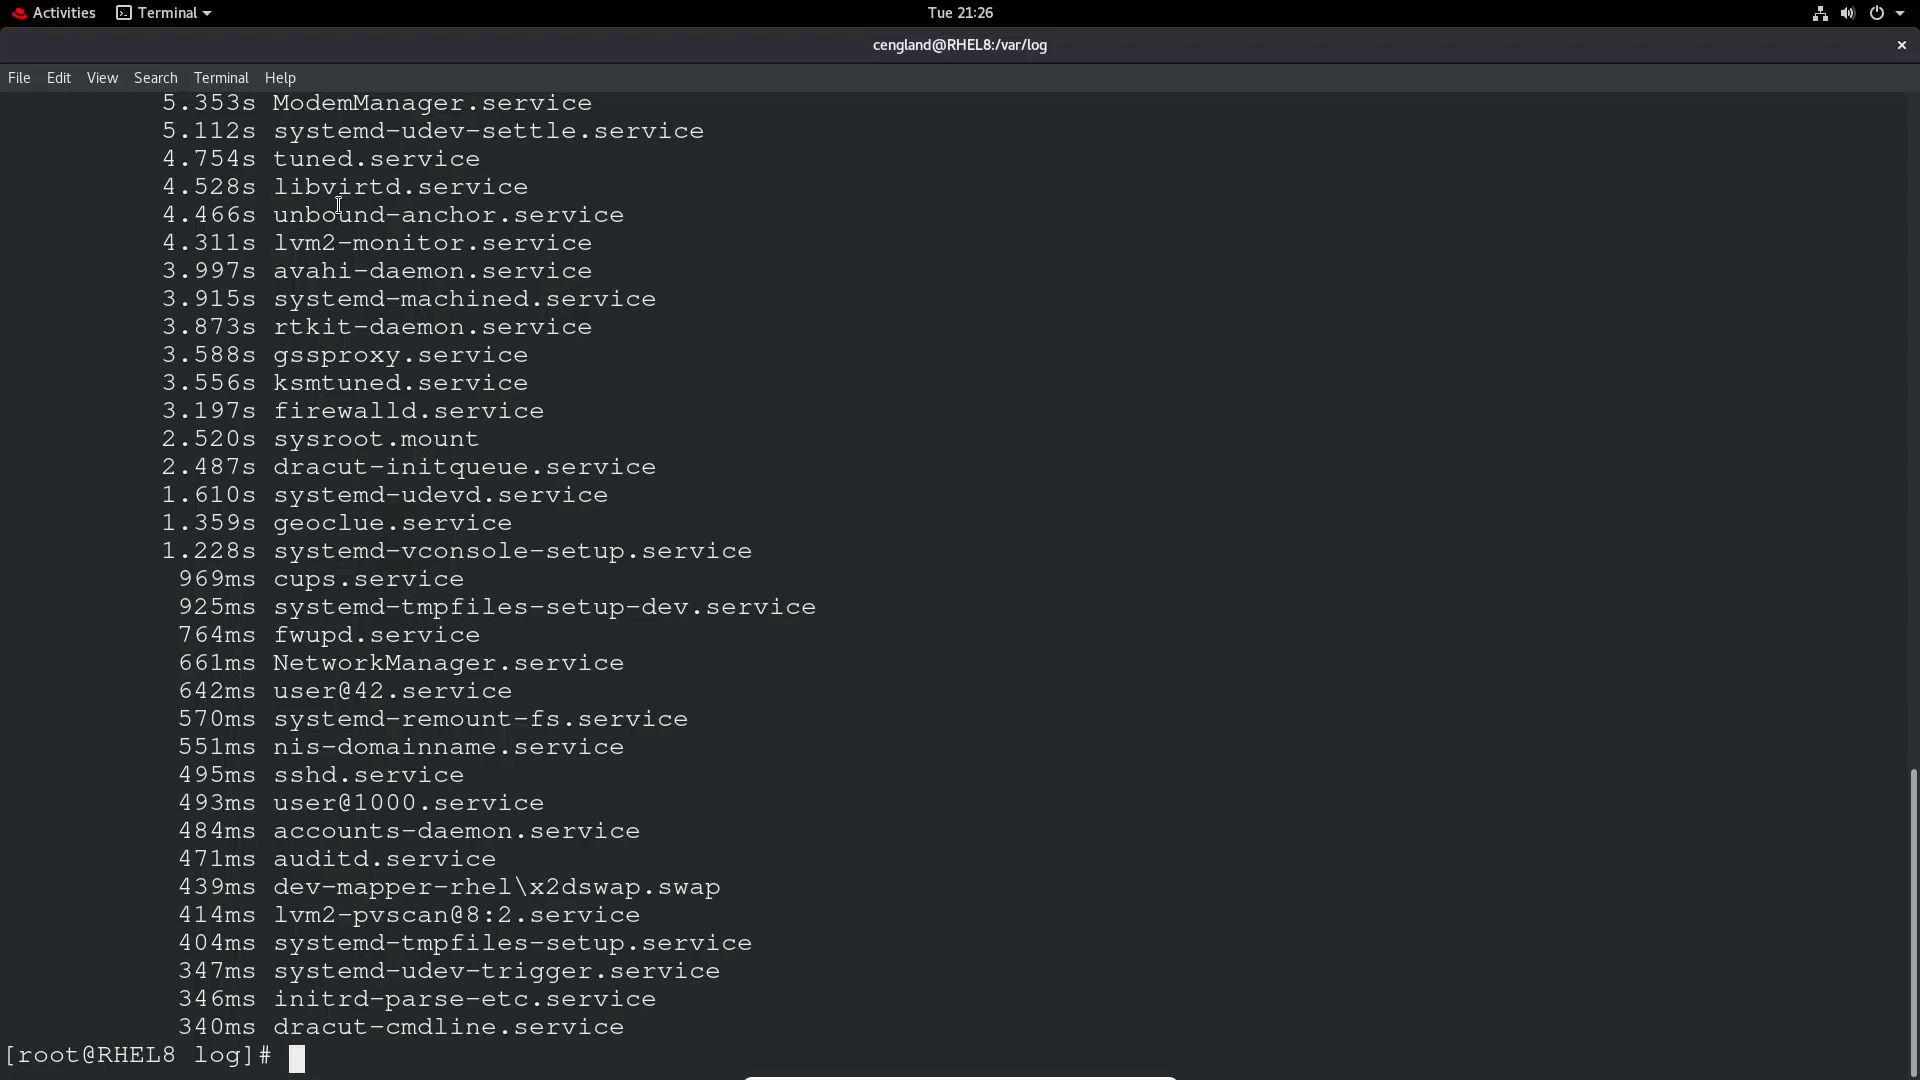 Activities Terminal Tue 21:26
cengland@RHEL8:/var/log ×
File Edit View Search Terminal Help
5.353s ModemManager.service
5.112s systemd-udev-settle.service
4.754s tuned.service
4.528s libvirtd.service
4.466s unbound-anchor.service
4.311s lvm2-monitor.service
3.997s avahi-daemon.service
3.915s systemd-machined.service
3.873s rtkit-daemon.service
3.588s gssproxy.service
3.556s ksmtuned.service
3.197s firewalld.service
2.520s sysroot.mount
2.487s dracut-initqueue.service
1.610s systemd-udevd.service
1.359s geoclue.service
1.228s systemd-vconsole-setup.service
969ms cups.service
925ms systemd-tmpfiles-setup-dev.service
764ms fwupd.service
661ms NetworkManager.service
642ms user@42.service
570ms systemd-remount-fs.service
551ms nis-domainname.service
495ms sshd.service
493ms user@1000.service
484ms accounts-daemon.service
471ms auditd.service
439ms dev-mapper-rhel\x2dswap.swap
414ms lvm2-pvscan@8:2.service
404ms systemd-tmpfiles-setup.service
347ms systemd-udev-trigger.service
346ms initrd-parse-etc.service
340ms dracut-cmdline.service
[root@RHEL8 log]#